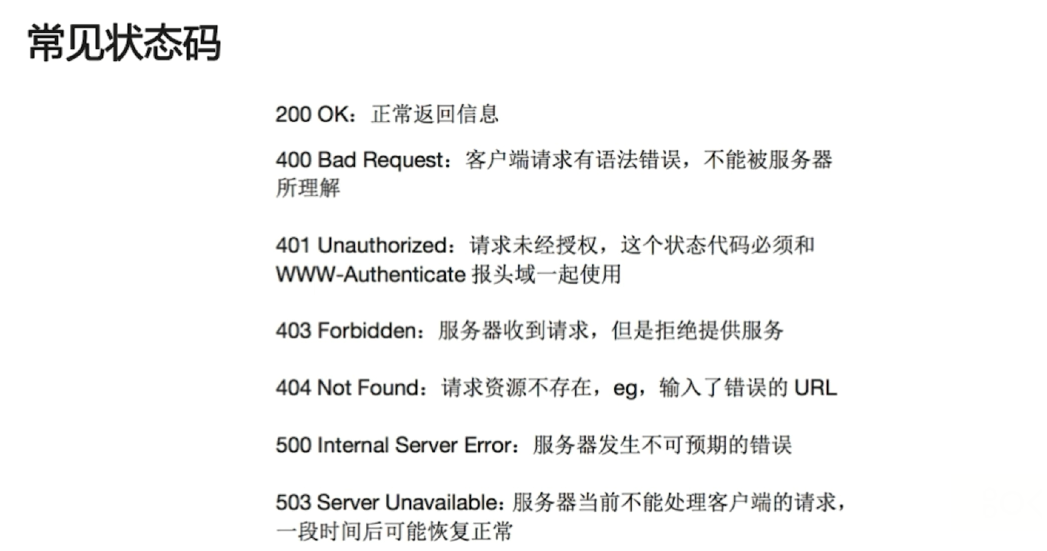 常见状态码
200 OK：正常返回信息
400 Bad Request：客户端请求有语法错误，不能被服务器
所理解
401 Unauthorized：请求未经授权，这个状态代码必须和
WWW-Authenticate 报头域一起使用
403 Forbidden：服务器收到请求，但是拒绝提供服务
404 Not Found：请求资源不存在，eg，输入了错误的 URL
500 Internal Server Error：服务器发生不可预期的错误
503 Server Unavailable：服务器当前不能处理客户端的请求，
一段时间后可能恢复正常